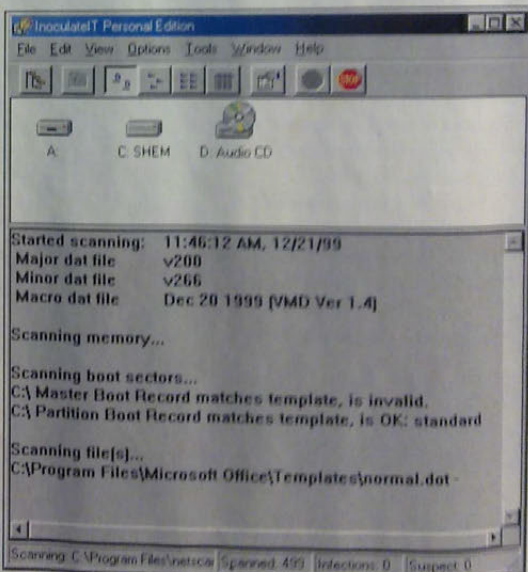 InoculateIT Personal Edition
File Edit View Options Tools Window Help
STOP
A: C: SHEM D: Audio CD
Started scanning: 11:46:12 AM, 12/21/99
Major dat file v200
Minor dat file v266
Macro dat file Dec 20 1999 [VMD Ver 1.4]
Scanning memory...
Scanning boot sectors...
C:\ Master Boot Record matches template, is invalid.
C:\ Partition Boot Record matches template, is OK: standard
Scanning file[s]...
C:\Program Files\Microsoft Office\Templates\normal.dot -
Scanning: C:\Program Files\netscar Spanned: 499 Infections: 0 Suspect: 0